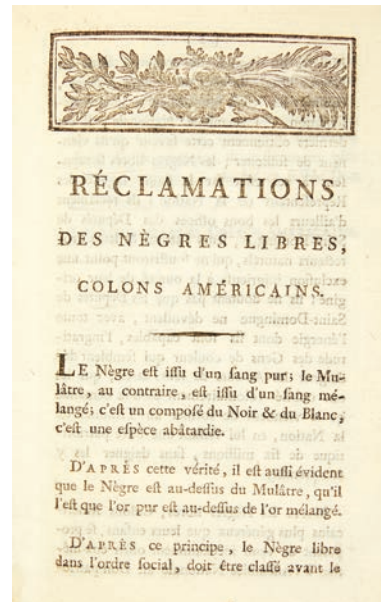 RÉCLAMATIONS
DES NÈGRES LIBRES,
COLONS AMÉRICAINS.
LE Nègre est issu d'un sang pur; le Mu-
lâtre, au contraire, est issu d'un sang mé-
langé; c'est un composé du Noir & du Blanc,
c'est une espèce abâtardie.
D'APRÈS cette vérité, il est aussi évident
que le Nègre est au-dessus du Mulâtre, qu'il
l'est que l'or pur est au-dessus de l'or mélangé.
D'APRÈS ce principe, le Nègre libre
dans l'ordre social, doit être classé avant le